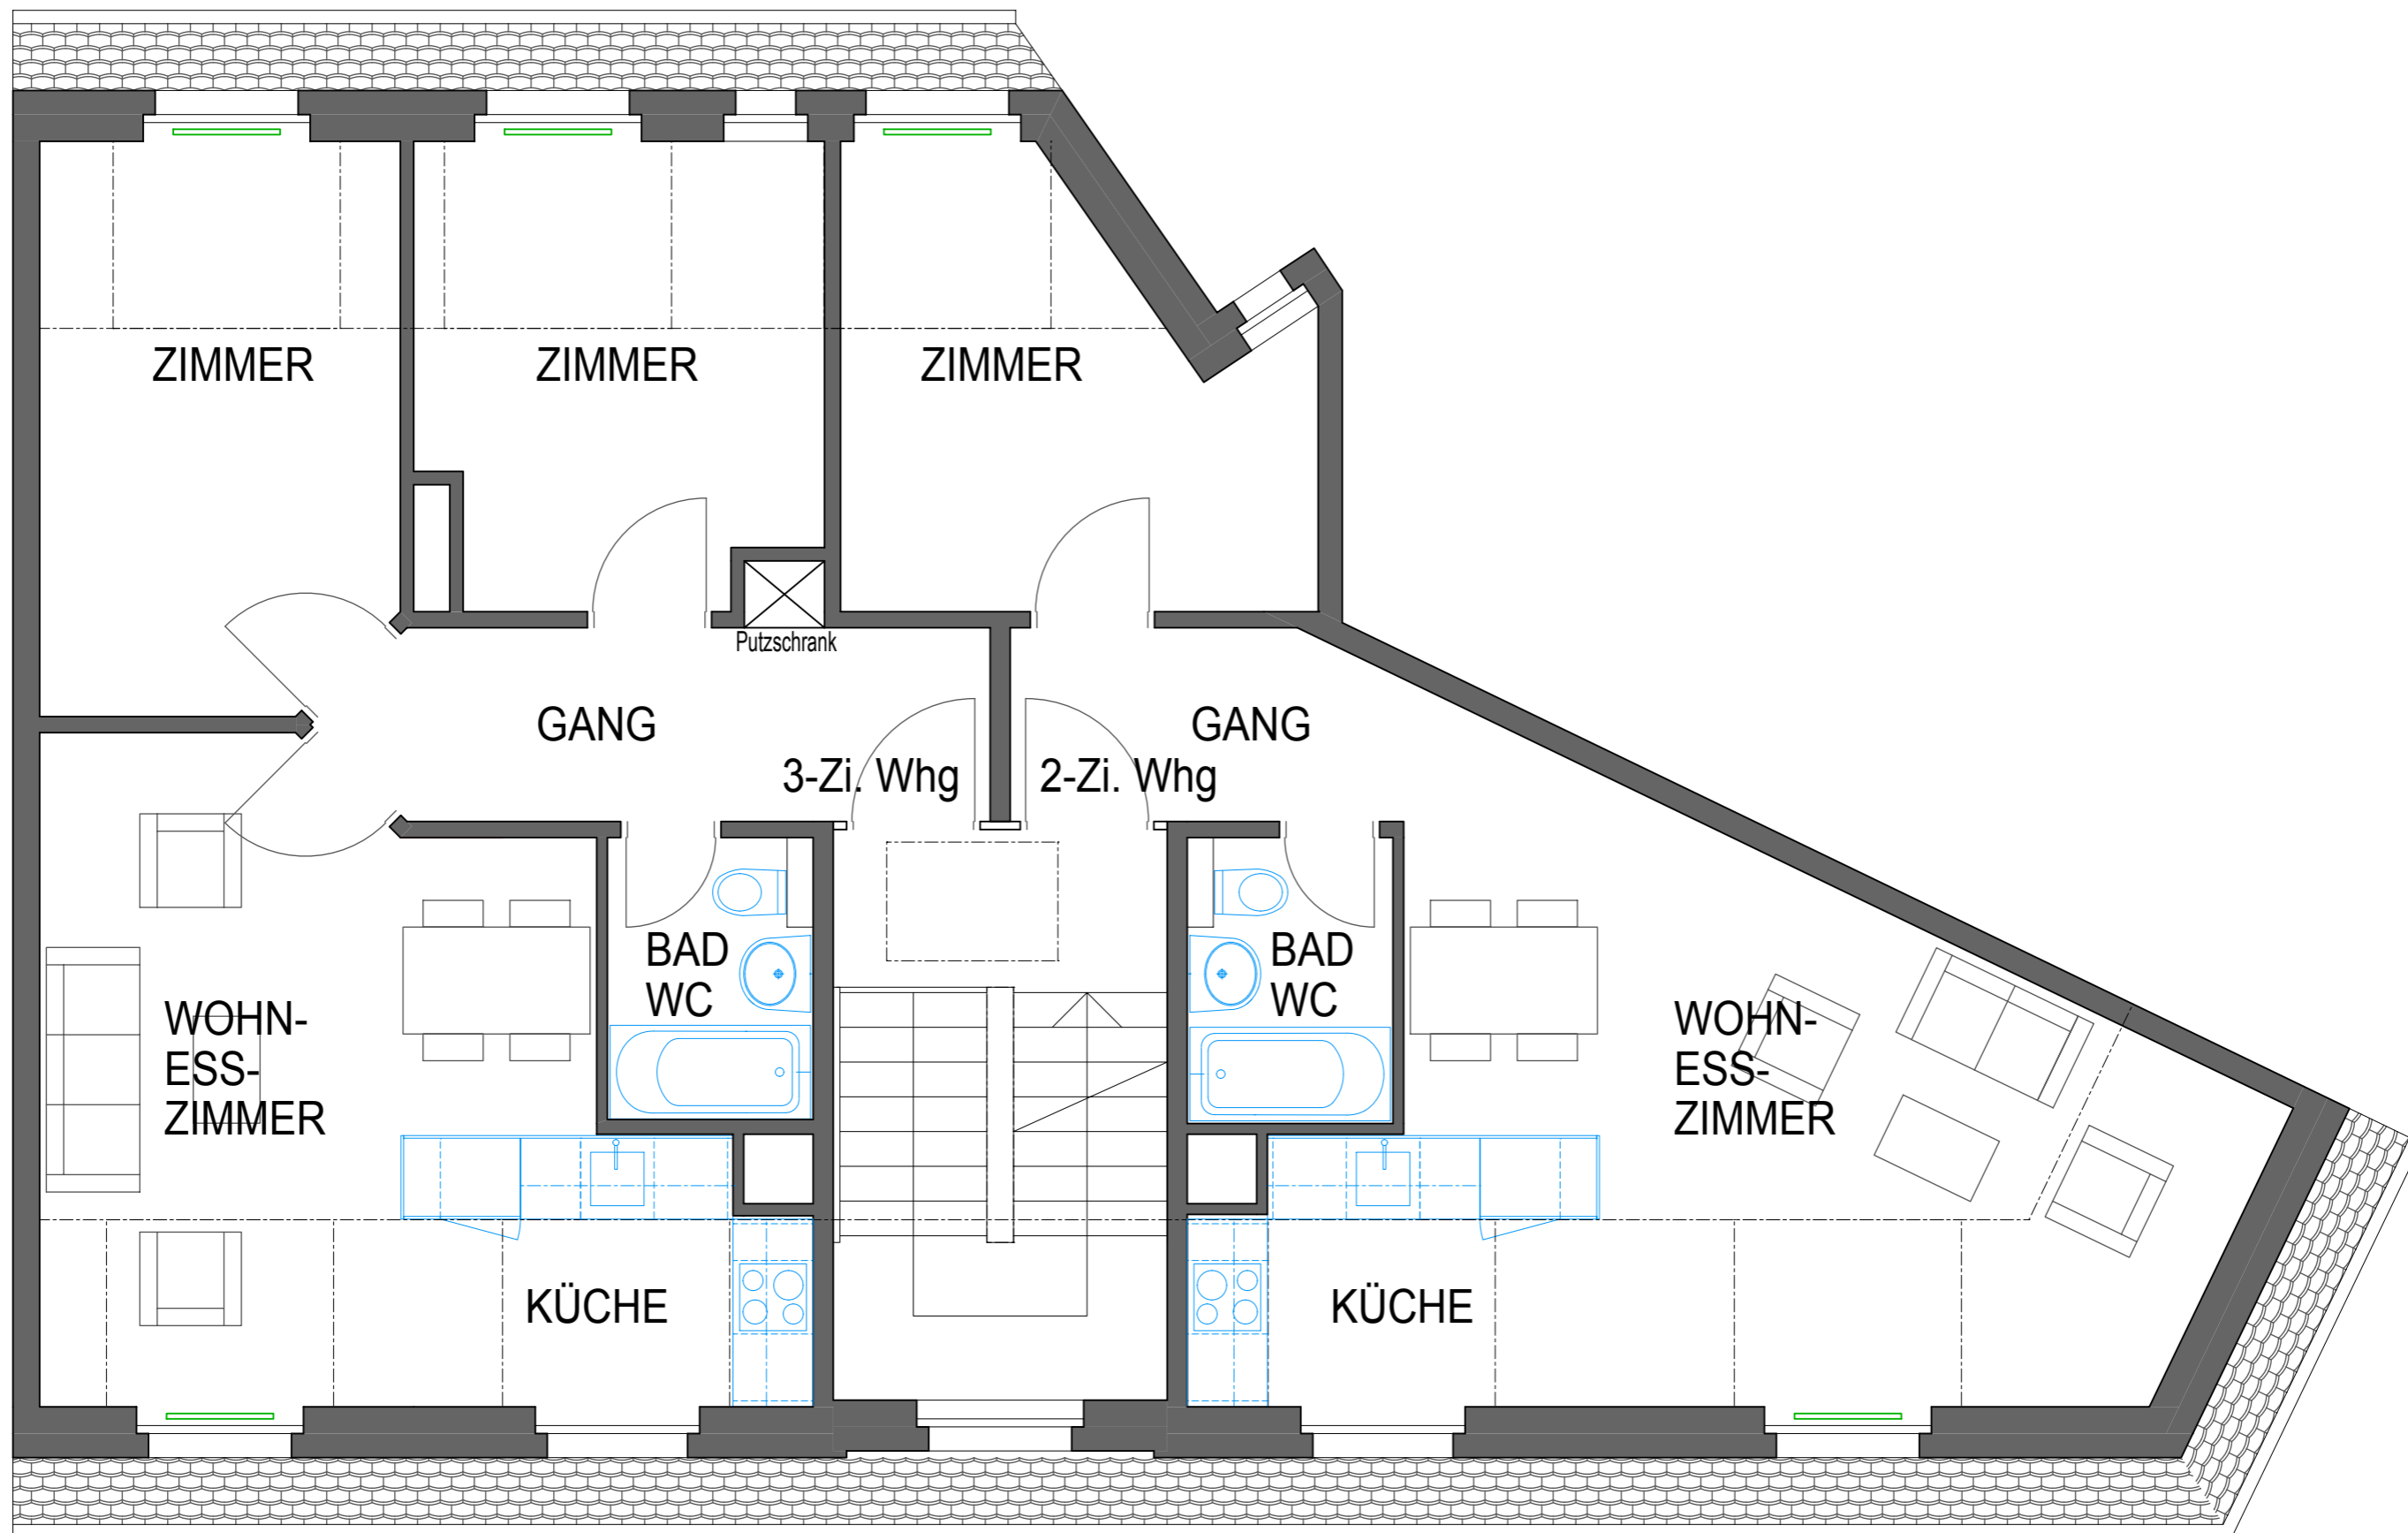 ZIMMER
ZIMMER
ZIMMER
Putzschrank
GANG
GANG
3-Zi. Whg
2-Zi. Whg
BAD
WC
BAD
WC
WOHN-
ESS-
ZIMMER
WOHN-
ESS-
ZIMMER
KÜCHE
KÜCHE